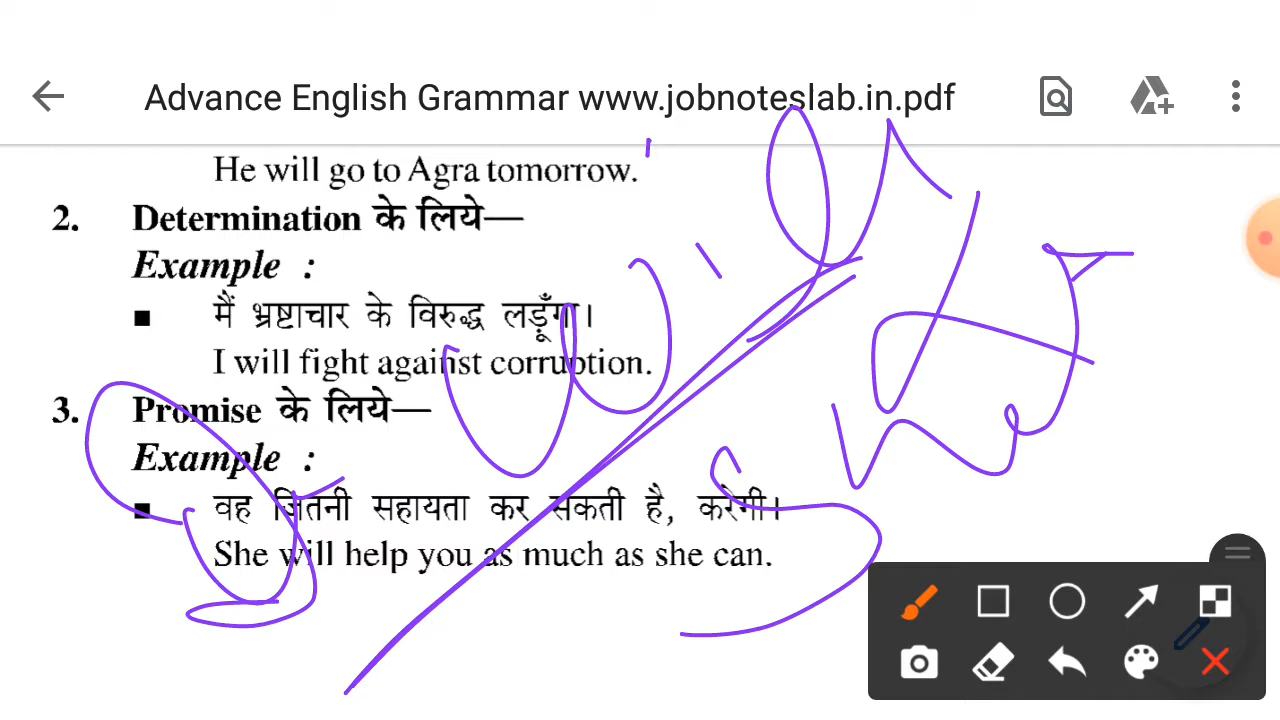 Advance English Grammar www.jobnoteslab.in.pdf
He will go to Agra tomorrow.
2. Determination के लिये—
Example :
■ मैं भ्रष्टाचार के विरुद्ध लड़ूँगा।
I will fight against corruption.
3. Promise के लिये—
Example :
■ वह जितनी सहायता कर सकती है, करेगी।
She will help you as much as she can.